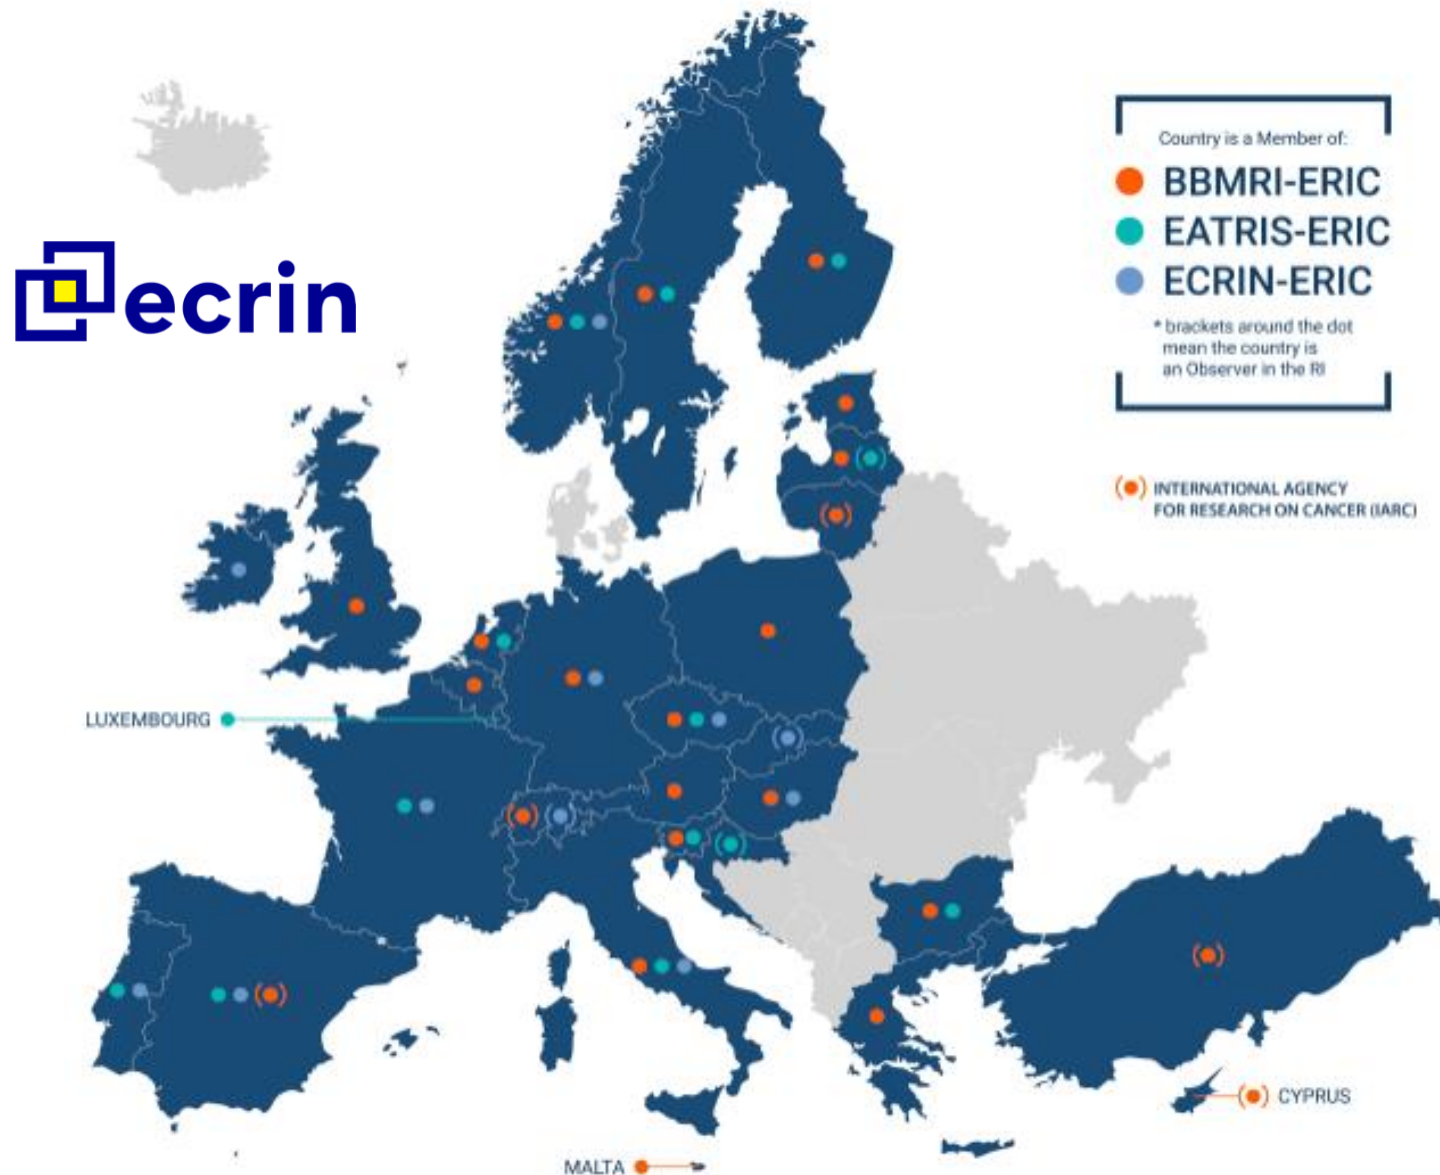 ecrin
Country is a Member of:
BBMRI-ERIC
EATRIS-ERIC
ECRIN-ERIC
* brackets around the dot
mean the country is
an Observer in the RI
INTERNATIONAL AGENCY
FOR RESEARCH ON CANCER (IARC)
LUXEMBOURG
CYPRUS
MALTA